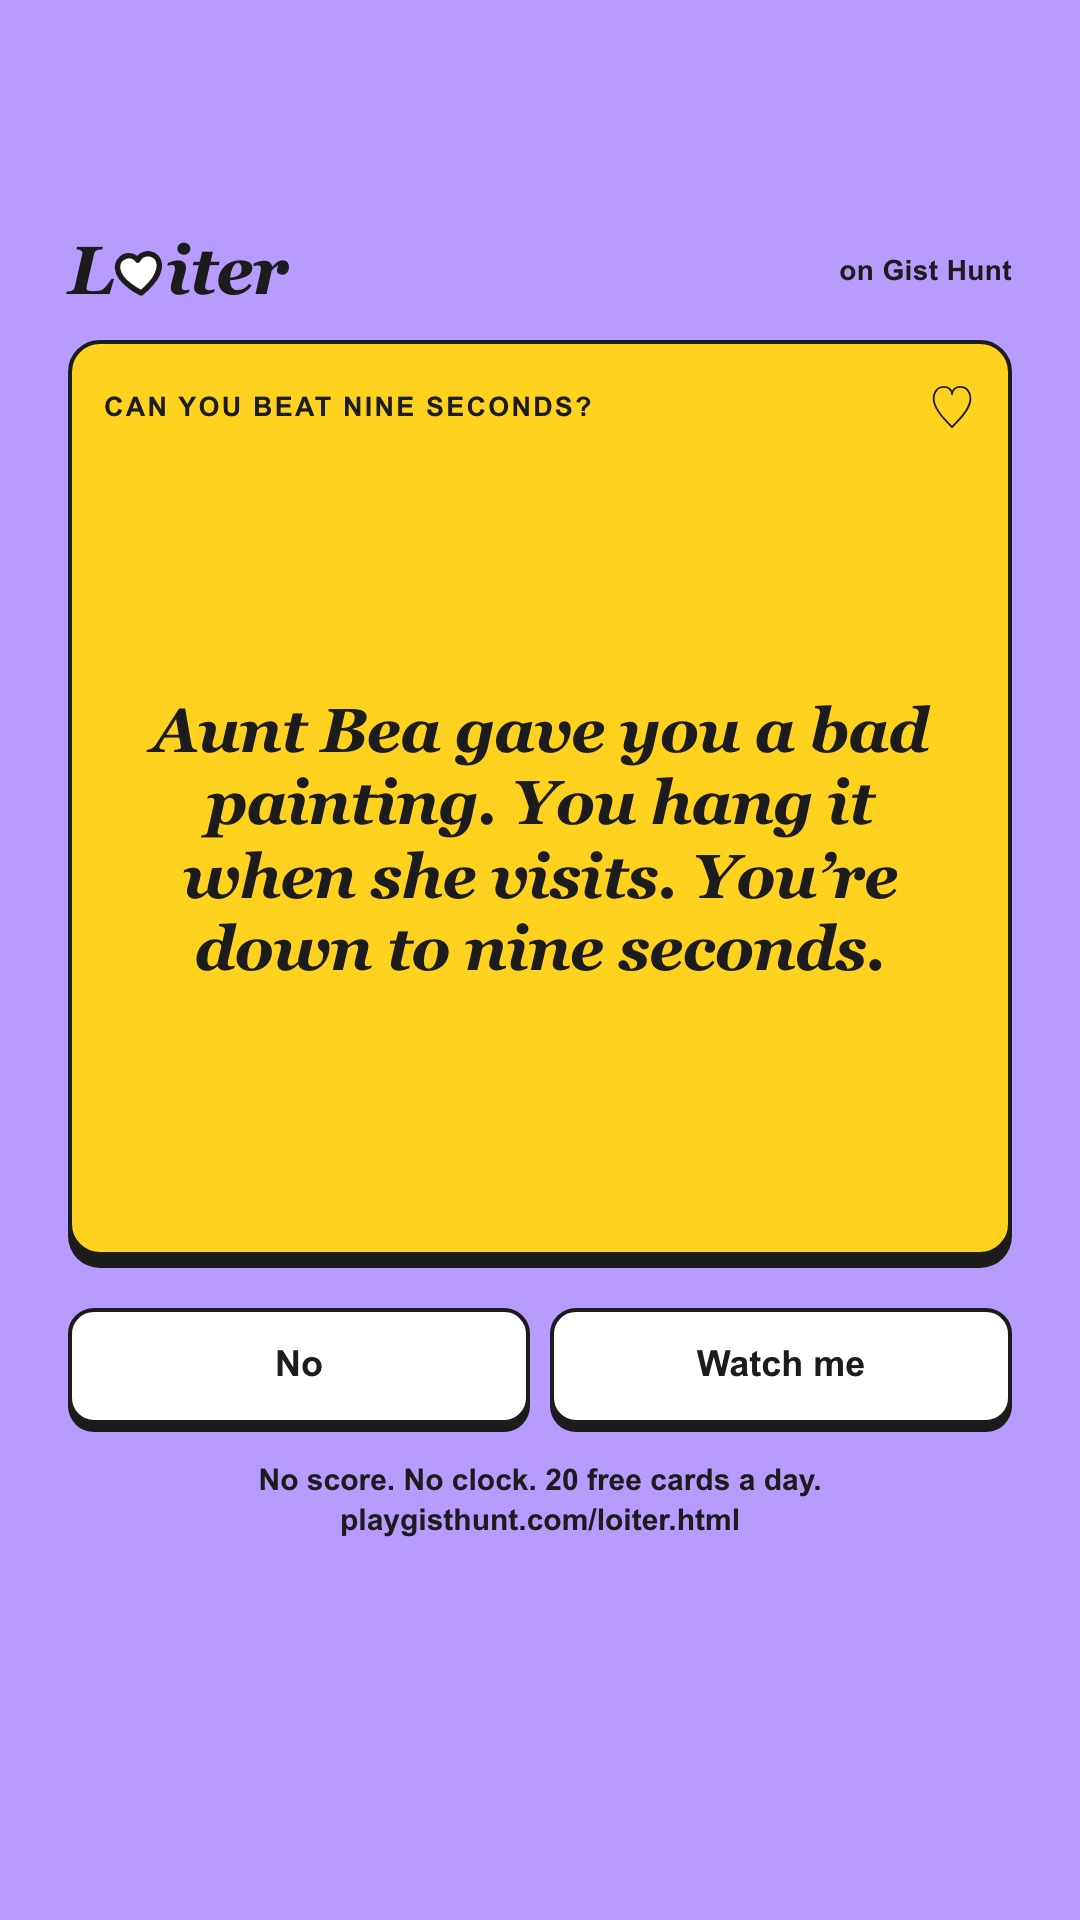 Loiter
on Gist Hunt
CAN YOU BEAT NINE SECONDS?
Aunt Bea gave you a bad
painting. You hang it
when she visits. You’re
down to nine seconds.
No
Watch me
No score. No clock. 20 free cards a day.
playgisthunt.com/loiter.html